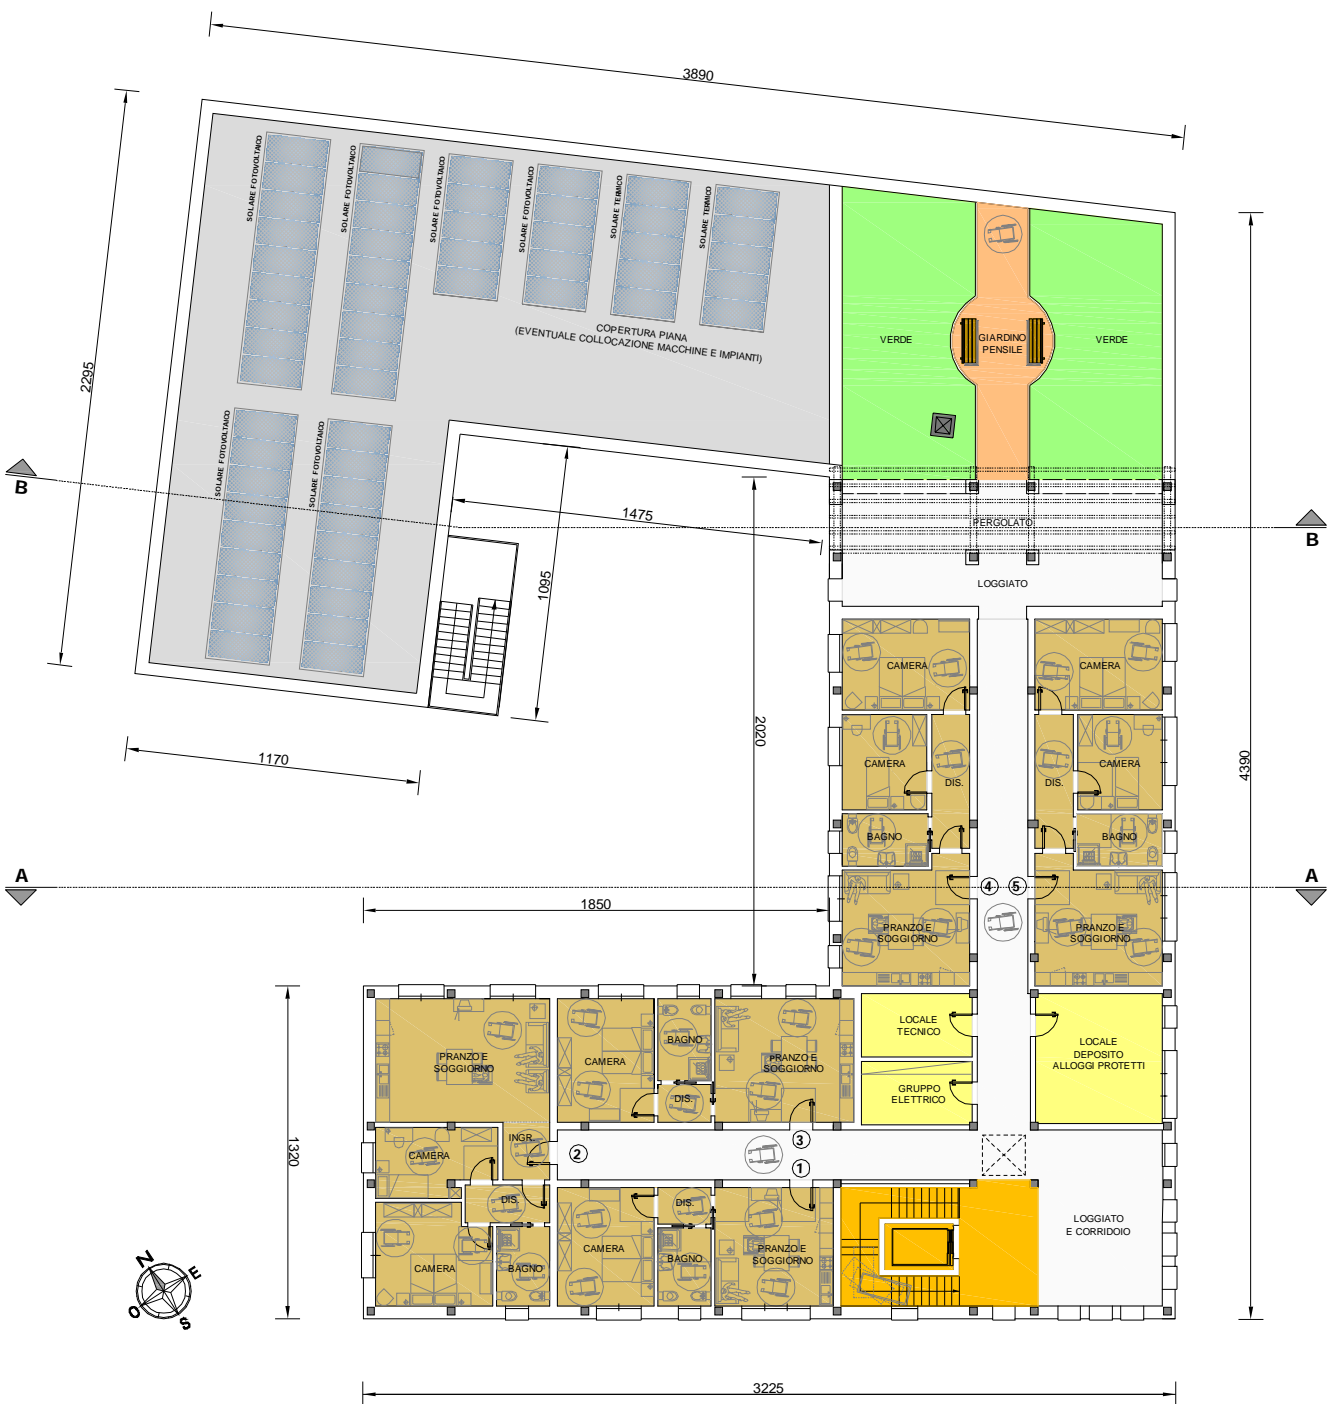 3890
SOLARE FOTOVOLTAICO
SOLARE FOTOVOLTAICO
SOLARE FOTOVOLTAICO
SOLARE FOTOVOLTAICO
SOLARE TERMICO
SOLARE TERMICO
COPERTURA PIANA
(EVENTUALE COLLOCAZIONE MACCHINE E IMPIANTI)
VERDE
GIARDINO
PENSILE
VERDE
2295
SOLARE FOTOVOLTAICO
SOLARE FOTOVOLTAICO
B
B
1475
PERGOLATO
1095
LOGGIATO
CAMERA
CAMERA
2020
1170
CAMERA
DIS.
DIS.
CAMERA
4390
BAGNO
BAGNO
A
A
4
5
1850
PRANZO E
SOGGIORNO
PRANZO E
SOGGIORNO
LOCALE
TECNICO
LOCALE
DEPOSITO
ALLOGGI PROTETTI
GRUPPO
ELETTRICO
PRANZO E
SOGGIORNO
CAMERA
BAGNO
DIS.
PRANZO E
SOGGIORNO
1320
INGR.
CAMERA
2
3
1
DIS.
DIS.
CAMERA
BAGNO
CAMERA
BAGNO
PRANZO E
SOGGIORNO
LOGGIATO
E CORRIDOIO
N
E
O
S
3225